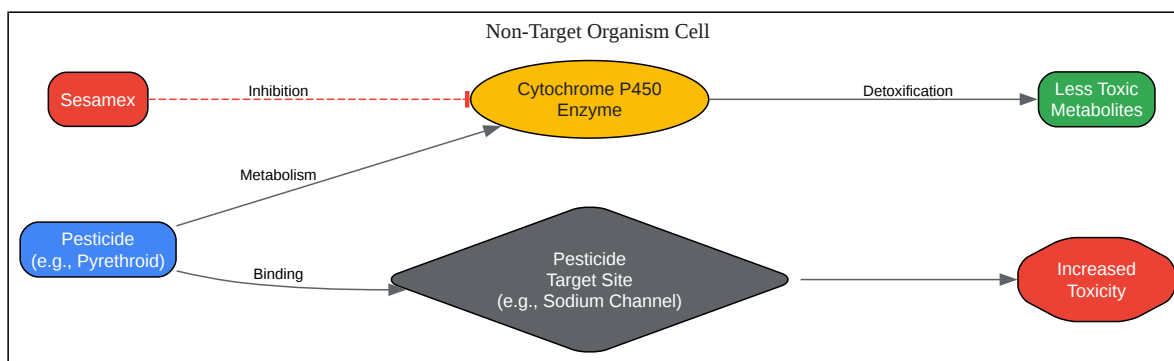 Non-Target Organism Cell
Sesamex
Inhibition
Cytochrome P450
Enzyme
Detoxification
Less Toxic
Metabolites
Metabolism
Pesticide
(e.g., Pyrethroid)
Binding
Pesticide
Target Site
(e.g., Sodium Channel)
Increased
Toxicity